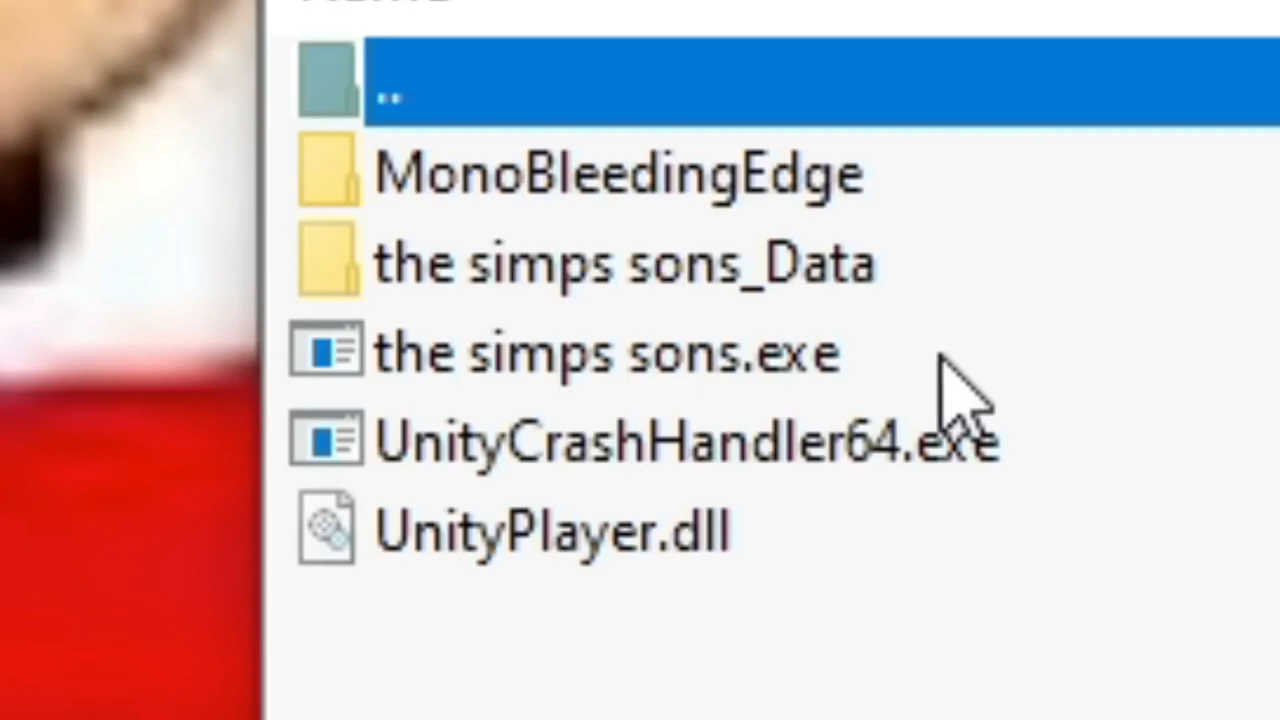 ..
MonoBleedingEdge
the simps sons_Data
the simps sons.exe
UnityCrashHandler64.exe
UnityPlayer.dll